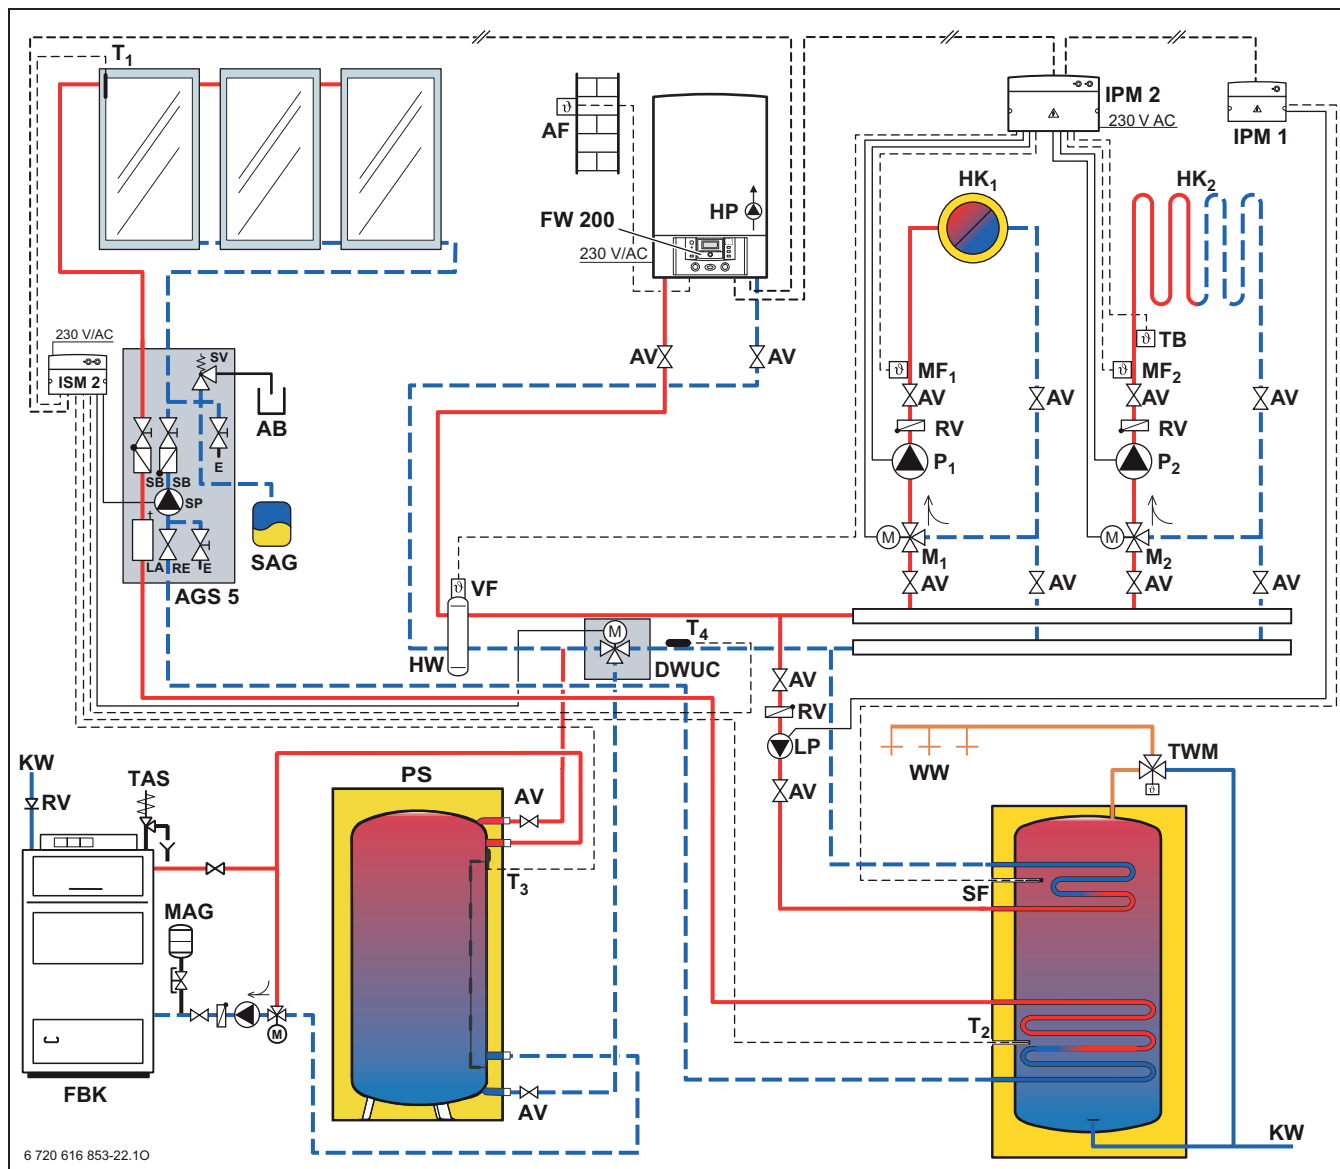 T1
AF
ϑ
IPM 2
230 V AC
IPM 1
HK1
HK2
HP
FW 200
230 V/AC
230 V/AC
ISM 2
SV
AB
E
SB
SB
SP
SAG
LA
RE
E
AGS 5
AV
AV
ϑ
TB
ϑ
MF1
ϑ
MF2
AV
AV
AV
AV
RV
RV
P1
P2
M
M1
M
M2
AV
AV
AV
AV
ϑ
VF
HW
M
T4
DWUC
AV
RV
LP
AV
WW
TWM
ϑ
KW
RV
TAS
PS
AV
T3
MAG
SF
T2
M
FBK
AV
KW
6 720 616 853-22.1O